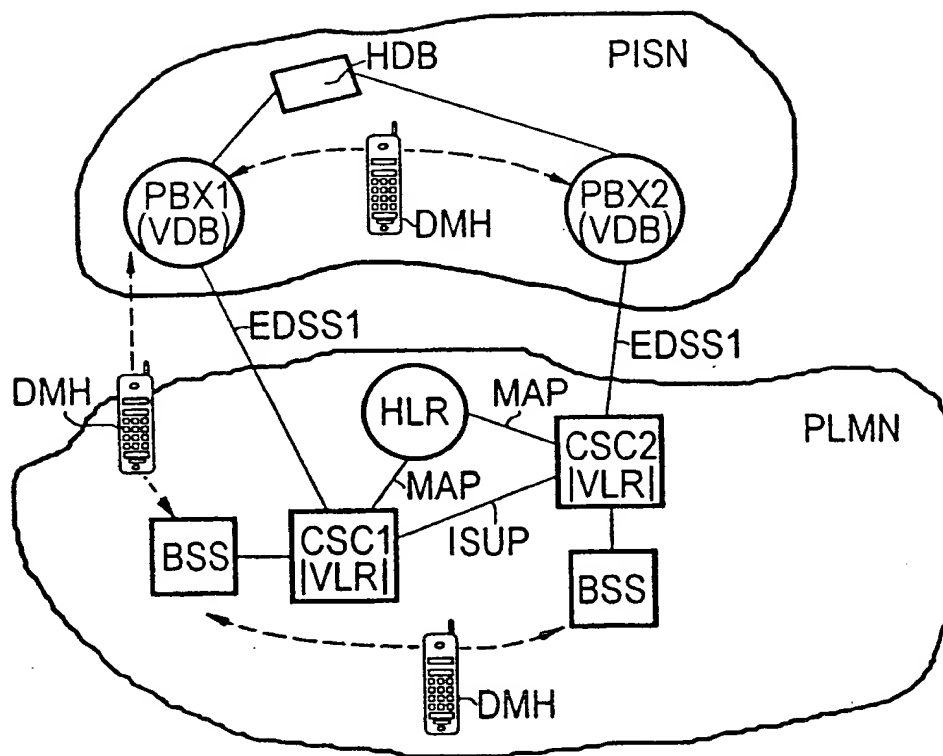 HDB
PISN
PBX1
(VDB)
DMH
PBX2
(VDB)
EDSS1
EDSS1
DMH
HLR
MAP
CSC2
|VLR|
PLMN
MAP
BSS
CSC1
|VLR|
ISUP
BSS
DMH